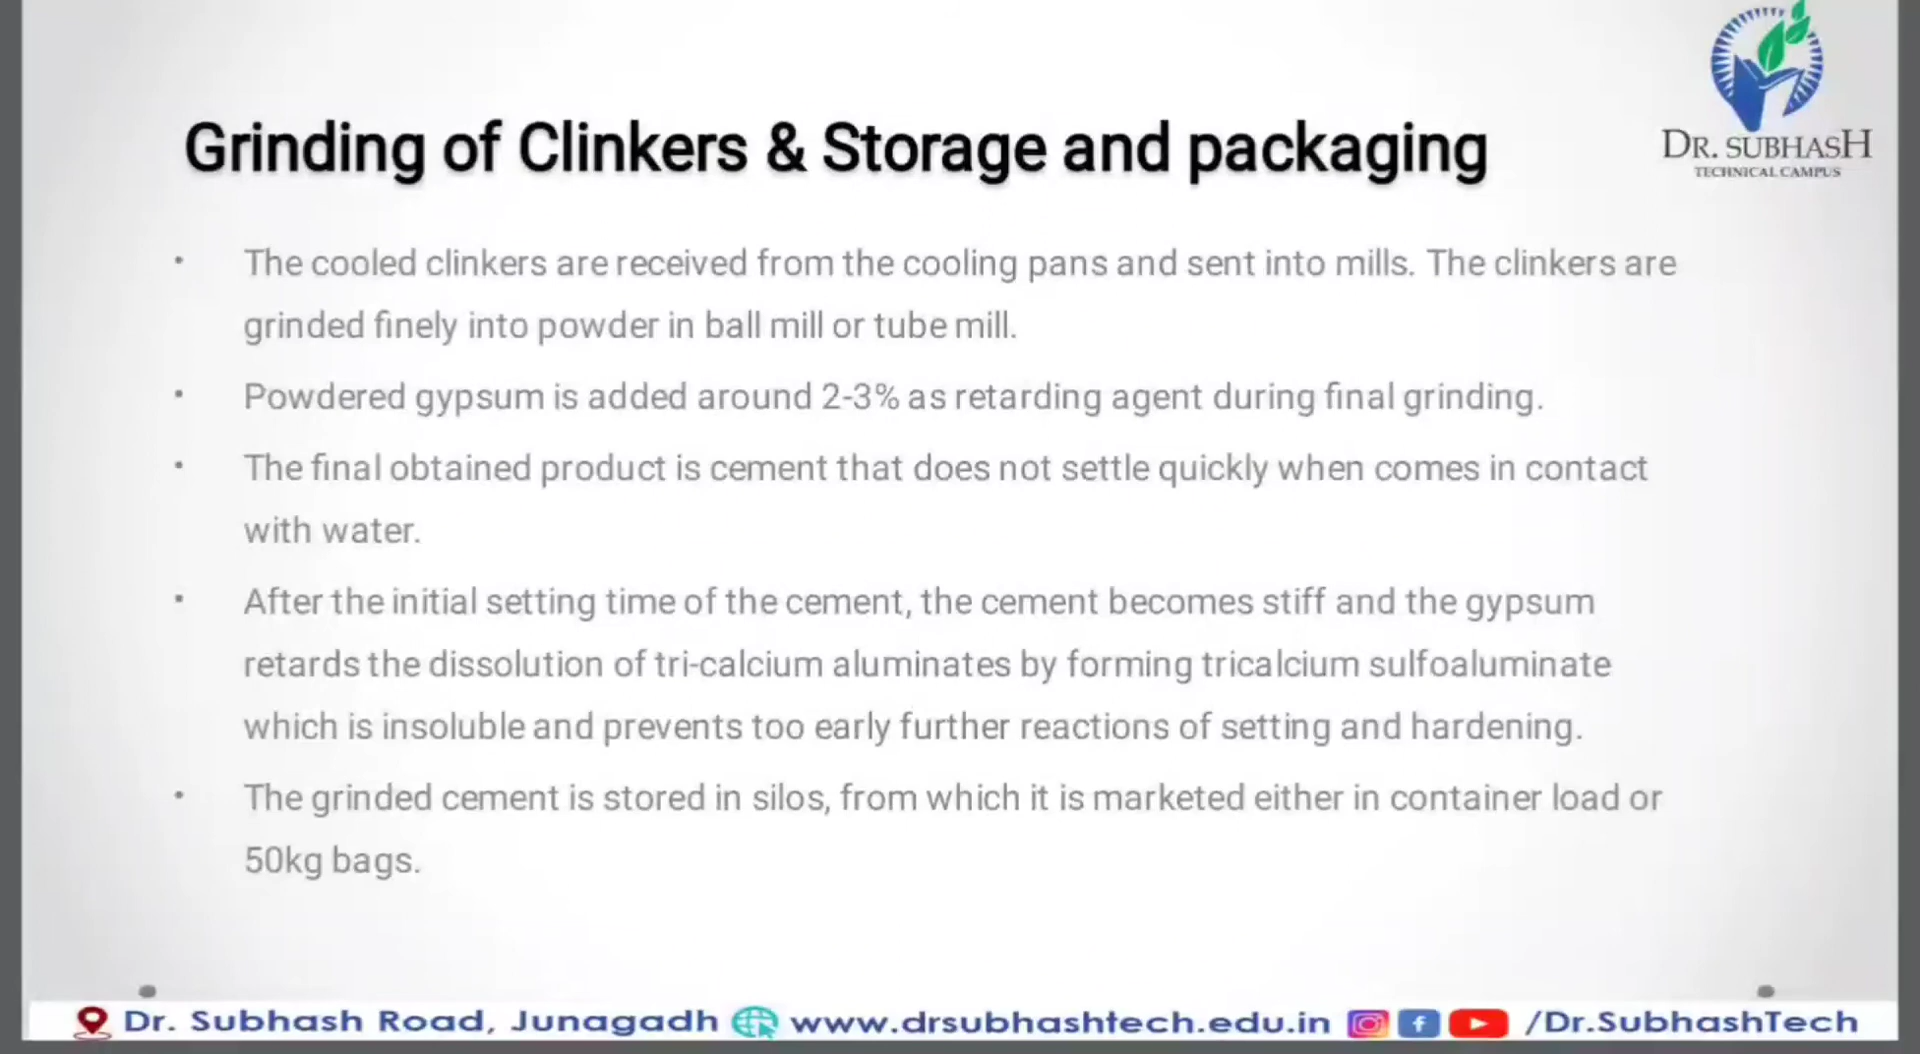 DR. SUBHASH
TECHNICAL CAMPUS
Grinding of Clinkers & Storage and packaging
• The cooled clinkers are received from the cooling pans and sent into mills. The clinkers are
grinded finely into powder in ball mill or tube mill.
• Powdered gypsum is added around 2-3% as retarding agent during final grinding.
• The final obtained product is cement that does not settle quickly when comes in contact
with water.
• After the initial setting time of the cement, the cement becomes stiff and the gypsum
retards the dissolution of tri-calcium aluminates by forming tricalcium sulfoaluminate
which is insoluble and prevents too early further reactions of setting and hardening.
• The grinded cement is stored in silos, from which it is marketed either in container load or
50kg bags.
Dr. Subhash Road, Junagadh www.drsubhashtech.edu.in /Dr.SubhashTech